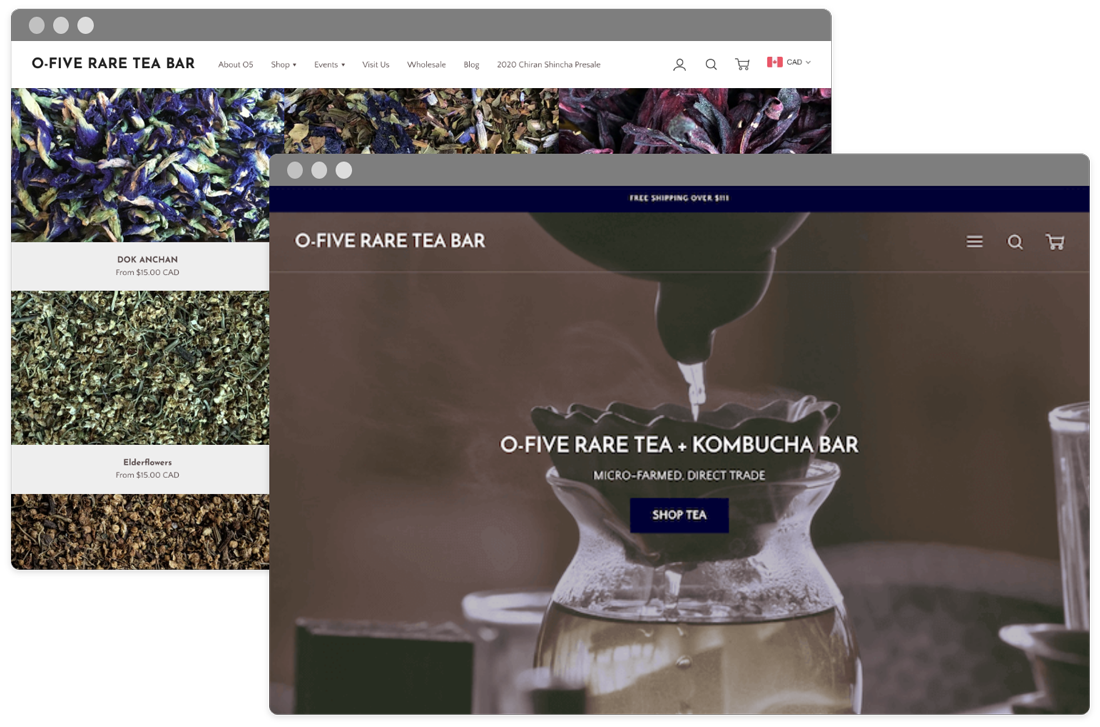 O-FIVE RARE TEA BAR
About O5 Shop Events Visit Us Wholesale Blog 2020 Chiran Shincha Presale CAD
DOK ANCHAN
From $15.00 CAD
Elderflowers
From $15.00 CAD
FREE SHIPPING OVER $111
O-FIVE RARE TEA BAR
O-FIVE RARE TEA + KOMBUCHA BAR
MICRO-FARMED, DIRECT TRADE
SHOP TEA